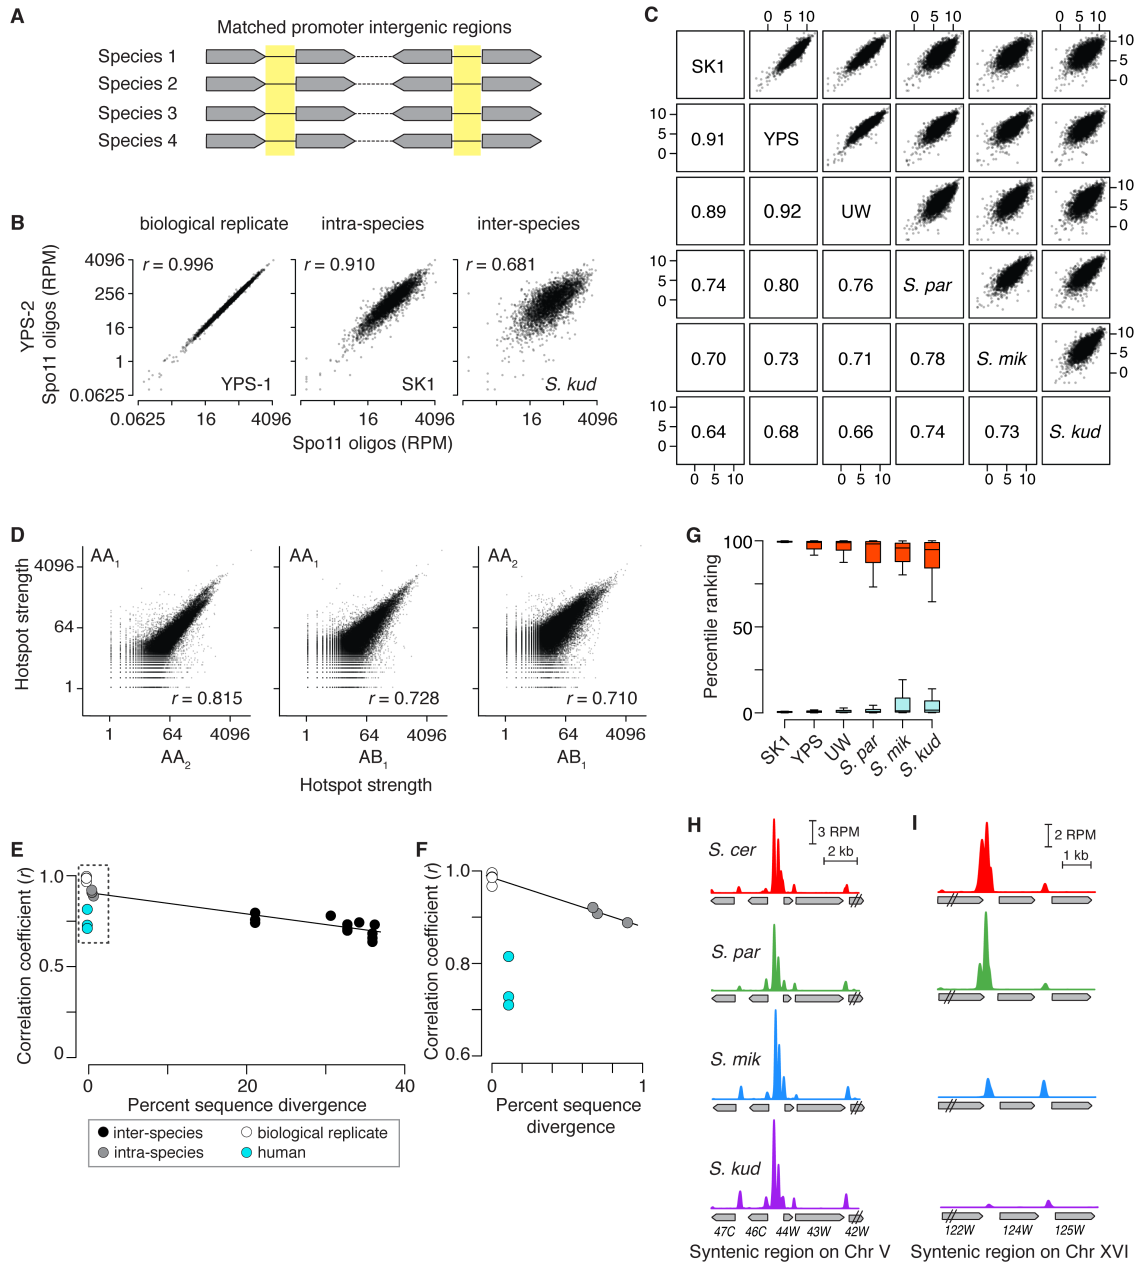 A
Matched promoter intergenic regions
Species 1
Species 2
Species 3
Species 4
B
biological replicate
intra-species
inter-species
YPS-2
Spo11 oligos (RPM)
4096
256
16
1
0.0625
r = 0.996
YPS-1
r = 0.910
SK1
r = 0.681
S. kud
0.0625 16 4096
16 4096
16 4096
Spo11 oligos (RPM)
C
0 5 10
0 5 10
0 5 10
SK1
10
5
0
10
5
0
0.91
YPS
0.89
0.92
UW
10
5
0
10
5
0
0.74
0.80
0.76
S. par
0.70
0.73
0.71
0.78
S. mik
10
5
0
10
5
0
0.64
0.68
0.66
0.74
0.73
S. kud
0 5 10
0 5 10
0 5 10
D
Hotspot strength
4096
64
1
AA1
r = 0.815
AA1
r = 0.728
AA2
r = 0.710
1 64 4096
1 64 4096
1 64 4096
AA2
AB1
AB1
Hotspot strength
G
Percentile ranking
100
50
0
SK1
YPS
UW
S. par
S. mik
S. kud
E
Correlation coefficient (r)
1.0
0.5
0
0 20 40
Percent sequence divergence
inter-species
biological replicate
intra-species
human
F
Correlation coefficient (r)
1.0
0.8
0.6
0 1
Percent sequence
divergence
H
3 RPM
2 kb
S. cer
S. par
S. mik
S. kud
47C 46C 44W 43W 42W
Syntenic region on Chr V
I
2 RPM
1 kb
122W 124W 125W
Syntenic region on Chr XVI